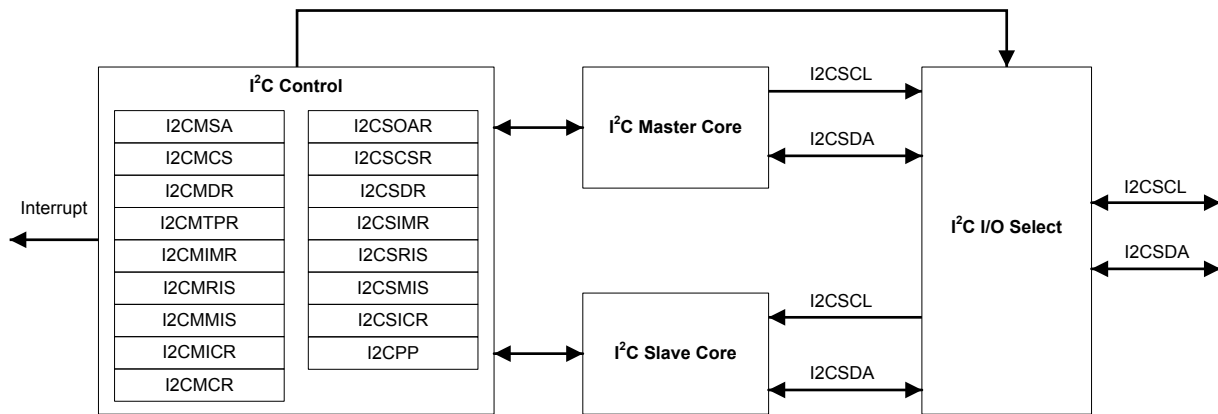 I²C Control
I2CMSA
I2CMCS
I2CMDR
I2CMTPR
I2CMIMR
I2CMRIS
I2CMMIS
I2CMICR
I2CMCR
I2CSOAR
I2CSCSR
I2CSDR
I2CSIMR
I2CSRIS
I2CSMIS
I2CSICR
I2CPP
Interrupt
I²C Master Core
I2CSCL
I2CSDA
I²C Slave Core
I2CSCL
I2CSDA
I²C I/O Select
I2CSCL
I2CSDA